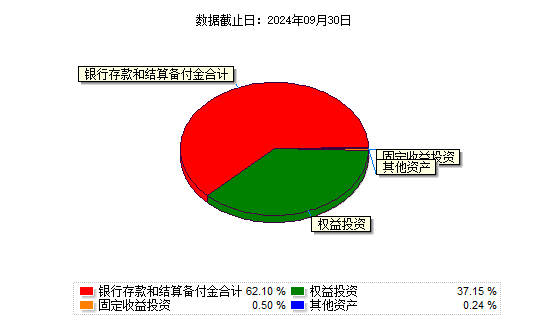 数据截止日：2024年09月30日
银行存款和结算备付金合计
固定收益投资
其他资产
权益投资
银行存款和结算备付金合计 62.10 % 权益投资 37.15 %
固定收益投资 0.50 % 其他资产 0.24 %